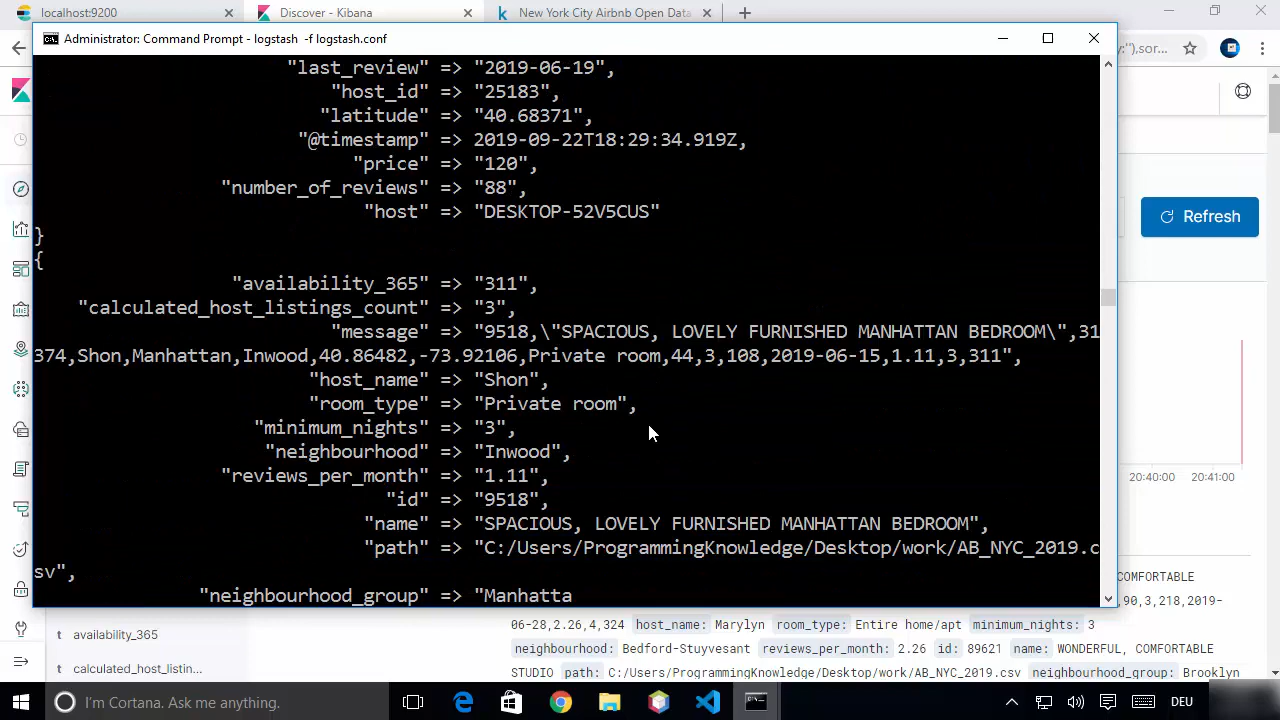 localhost:9200
Discover - Kibana
New York City Airbnb Open Data
Administrator: Command Prompt - logstash -f logstash.conf
:''),sor...
"last_review" => "2019-06-19",
"host_id" => "25183",
"latitude" => "40.68371",
"@timestamp" => 2019-09-22T18:29:34.919Z,
"price" => "120",
"number_of_reviews" => "88",
"host" => "DESKTOP-52V5CUS"
}
{
"availability_365" => "311",
"calculated_host_listings_count" => "3",
"message" => "9518,\"SPACIOUS, LOVELY FURNISHED MANHATTAN BEDROOM\",31
374,Shon,Manhattan,Inwood,40.86482,-73.92106,Private room,44,3,108,2019-06-15,1.11,3,311",
"host_name" => "Shon",
"room_type" => "Private room",
"minimum_nights" => "3",
"neighbourhood" => "Inwood",
"reviews_per_month" => "1.11",
"id" => "9518",
"name" => "SPACIOUS, LOVELY FURNISHED MANHATTAN BEDROOM",
"path" => "C:/Users/ProgrammingKnowledge/Desktop/work/AB_NYC_2019.c
sv",
"neighbourhood_group" => "Manhatta
Refresh
20:40:00 20:41:00
COMFORTABLE
,90,3,218,2019-
06-28,2.26,4,324 host_name: Marylyn room_type: Entire home/apt minimum_nights: 3
neighbourhood: Bedford-Stuyvesant reviews_per_month: 2.26 id: 89621 name: WONDERFUL, COMFORTABLE
STUDIO path: C:/Users/ProgrammingKnowledge/Desktop/work/AB_NYC_2019.csv neighbourhood_group: Brooklyn
t availability_365
t calculated_host_listin...
I'm Cortana. Ask me anything.
DEU